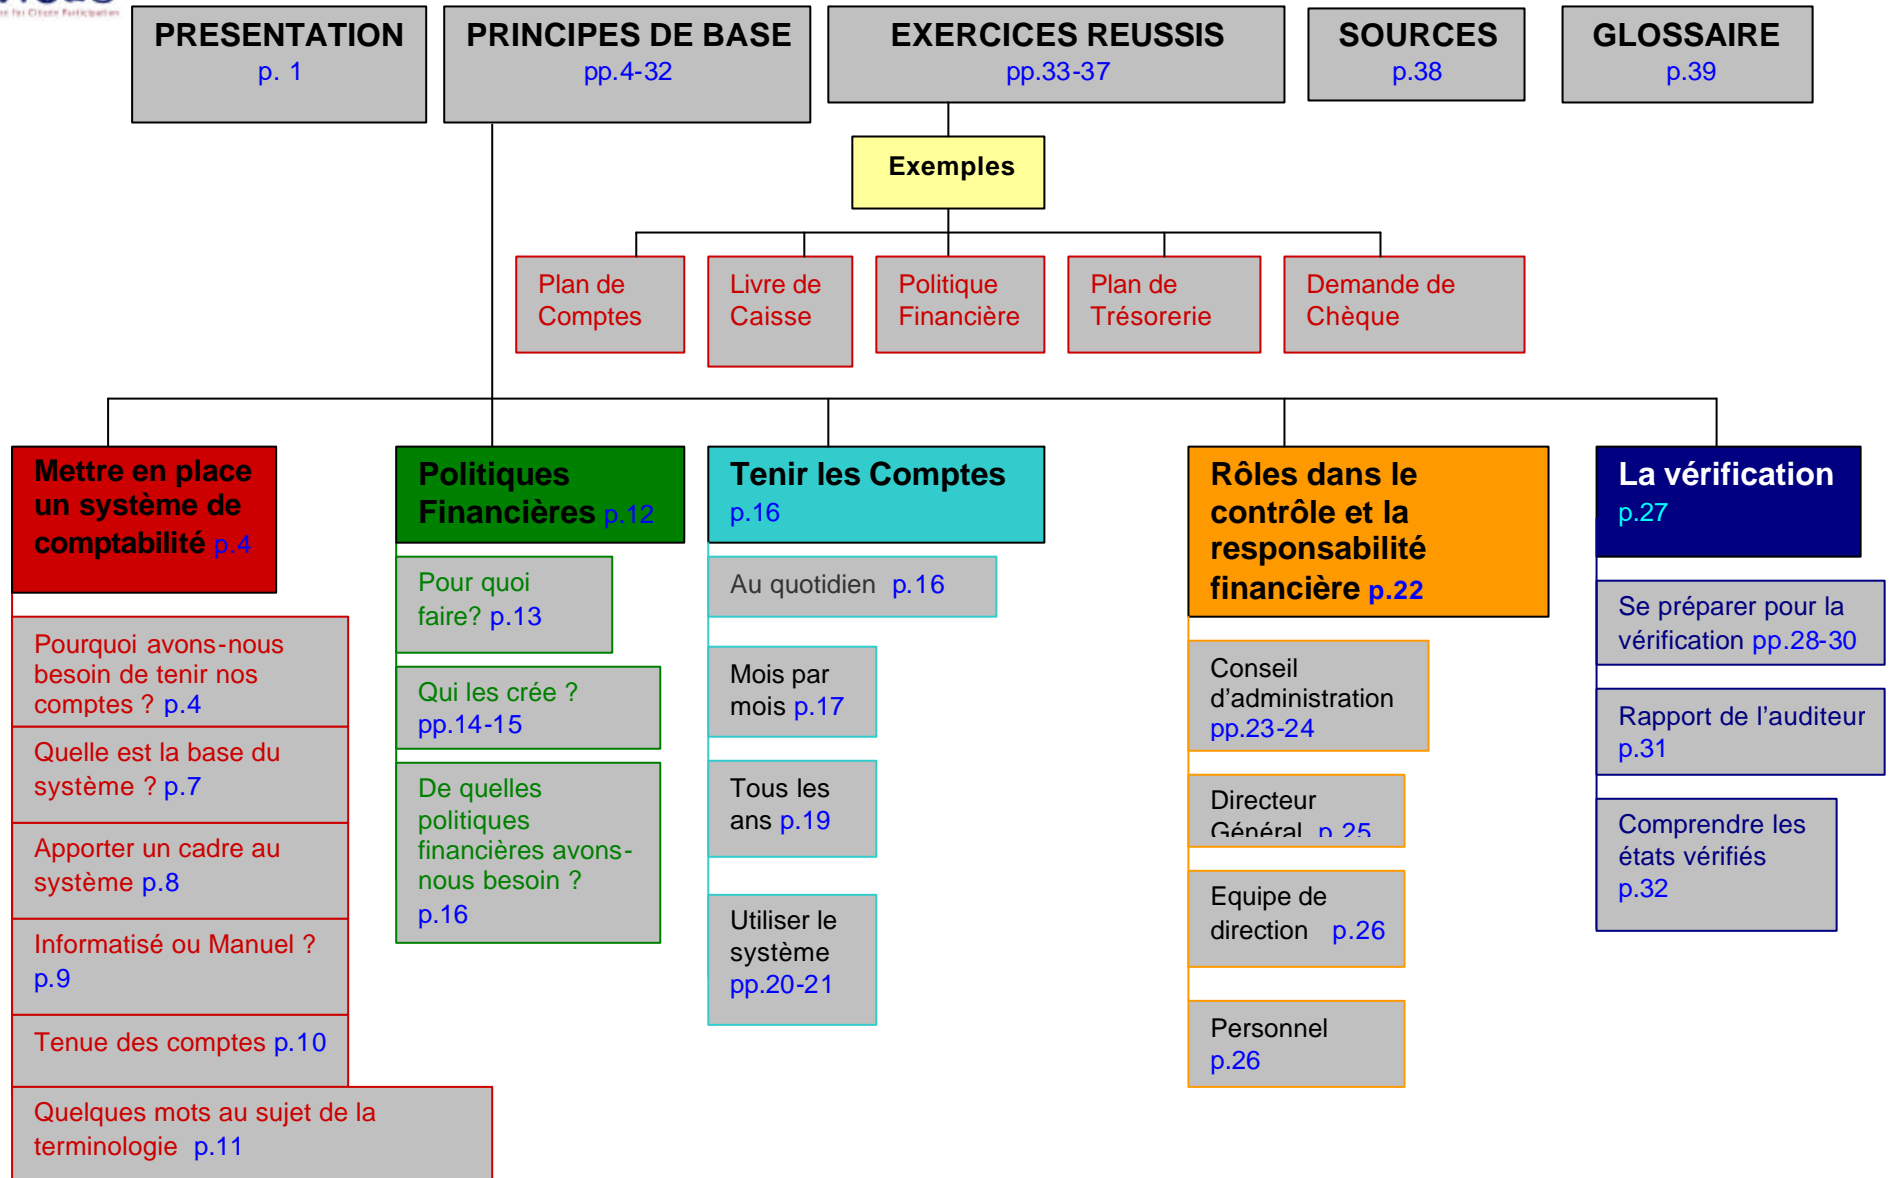 for Citizen Participation
PRESENTATION
p. 1
PRINCIPES DE BASE
pp.4-32
EXERCICES REUSSIS
pp.33-37
SOURCES
p.38
GLOSSAIRE
p.39
Exemples
Plan de
Comptes
Livre de
Caisse
Politique
Financière
Plan de
Trésorerie
Demande de
Chèque
Mettre en place
un système de
comptabilité p.4
Pourquoi avons-nous
besoin de tenir nos
comptes ? p.4
Quelle est la base du
système ? p.7
Apporter un cadre au
système p.8
Informatisé ou Manuel ?
p.9
Tenue des comptes p.10
Quelques mots au sujet de la
terminologie p.11
Politiques
Financières p.12
Pour quoi
faire? p.13
Qui les crée ?
pp.14-15
De quelles
politiques
financières avons-
nous besoin ?
p.16
Tenir les Comptes
p.16
Au quotidien p.16
Mois par
mois p.17
Tous les
ans p.19
Utiliser le
système
pp.20-21
Rôles dans le
contrôle et la
responsabilité
financière p.22
Conseil
d'administration
pp.23-24
Directeur
Général p.25
Equipe de
direction p.26
Personnel
p.26
La vérification
p.27
Se préparer pour la
vérification pp.28-30
Rapport de l'auditeur
p.31
Comprendre les
états vérifiés
p.32